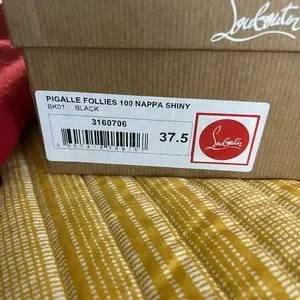 Louboutin
PIGALLE FOLLIES 100 NAPPA SHINY
BK01 BLACK
3160706
37.5
Louboutin